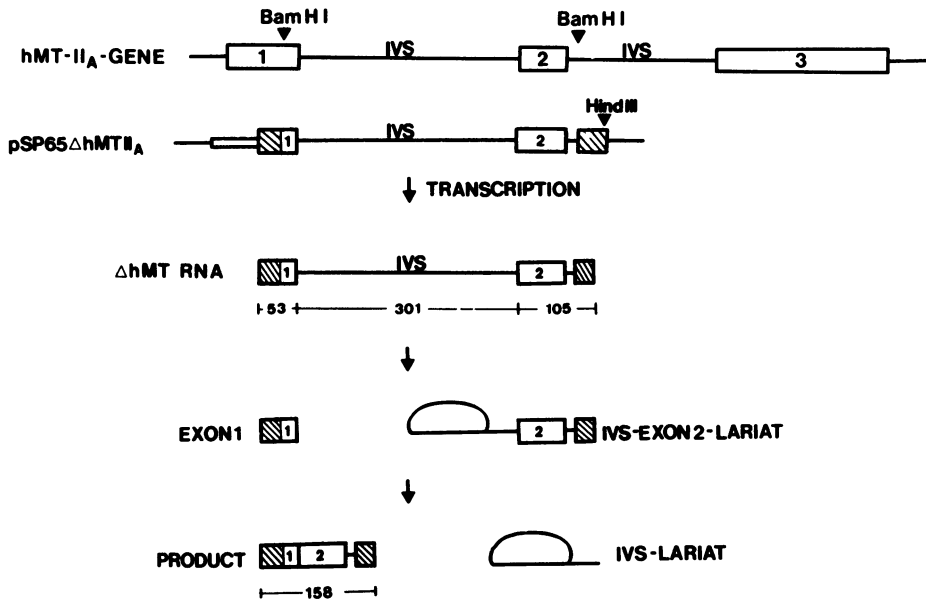 BamHI BamHI
hMT-IIA-GENE 1 IVS 2 IVS 3
HindIII
pSP65ΔhMTIIA 1 IVS 2
TRANSCRIPTION
ΔhMT RNA 1 IVS 2
53 301 105
EXON1 1 2 IVS-EXON2-LARIAT
PRODUCT 1 2 IVS-LARIAT
158